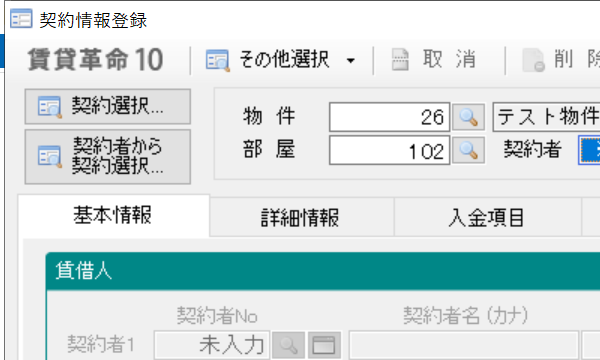 契約情報登録
賃貸革命10 その他選択 取消 削除
契約選択...
物件 26 テスト物件
契約者から
契約選択...
部屋 102 契約者
基本情報 詳細情報 入金項目
賃借人
契約者No 契約者名(カナ)
契約者1 未入力